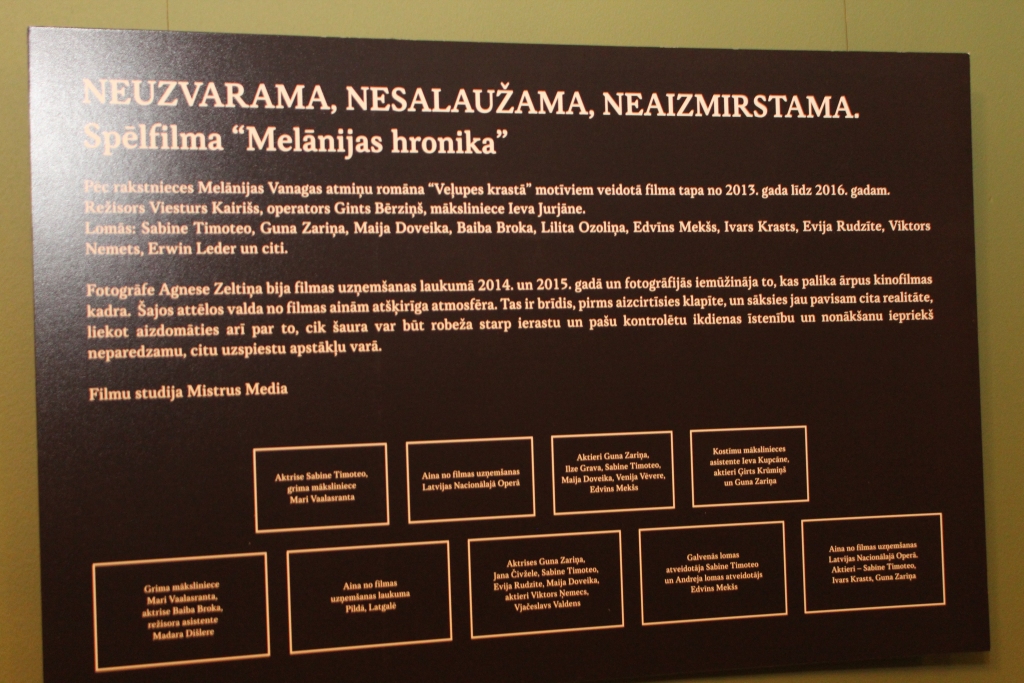 NEUZVARAMA, NESALAUŽAMA, NEAIZMIRSTAMA.
Spēlfilma “Melānijas hronika”
Pēc rakstnieces Melānijas Vanagas atmiņu romāna “Veļupes krastā” motīviem veidotā filma tapa no 2013. gada līdz 2016. gadam.
Režisors Viesturs Kairišs, operators Gints Bērziņš, māksliniece Ieva Jurjāne.
Lomās: Sabine Timoteo, Guna Zariņa, Maija Doveika, Baiba Broka, Lilita Ozoliņa, Edvīns Mekšs, Ivars Krasts, Evija Rudzīte, Viktors
Nemets, Erwin Leder un citi.
Fotogrāfe Agnese Zeltiņa bija filmas uzņemšanas laukumā 2014. un 2015. gadā un fotogrāfijās iemūžināja to, kas palika ārpus kinofilmas
kadra. Šajos attēlos valda no filmas ainām atšķirīga atmosfēra. Tas ir brīdis, pirms aizcirtīsies klapīte, un sāksies jau pavisam cita realitāte,
liekot aizdomāties arī par to, cik šaura var būt robeža starp ierastu un pašu kontrolētu ikdienas īstenību un nonākšanu iepriekš
neparedzamu, citu uzspiestu apstākļu varā.
Filmu studija Mistrus Media
Aktrise Sabine Timoteo,
grima māksliniece
Mari Vaalasranta
Aina no filmas uzņemšanas
Latvijas Nacionālajā Operā
Aktieri Guna Zariņa,
Ilze Grava, Sabine Timoteo,
Maija Doveika, Venija Vēvere,
Edvīns Mekšs
Kostīmu mākslinieces
asistente Ieva Kupcāne,
aktieri Ģirts Krūmiņš
un Guna Zariņa
Grima māksliniece
Mari Vaalasranta,
aktrise Baiba Broka,
režisora asistente
Madara Dišlere
Aina no filmas
uzņemšanas laukuma
Pildā, Latgalē
Aktrises Guna Zariņa,
Jana Čivžele, Sabine Timoteo,
Evija Rudzīte, Maija Doveika,
aktieri Viktors Ņemecs,
Vjačeslavs Valdens
Galvenās lomas
atveidotāja Sabine Timoteo
un Andreja lomas atveidotājs
Edvīns Mekšs
Aina no filmas uzņemšanas
Latvijas Nacionālajā Operā.
Aktieri – Sabine Timoteo,
Ivars Krasts, Guna Zariņa